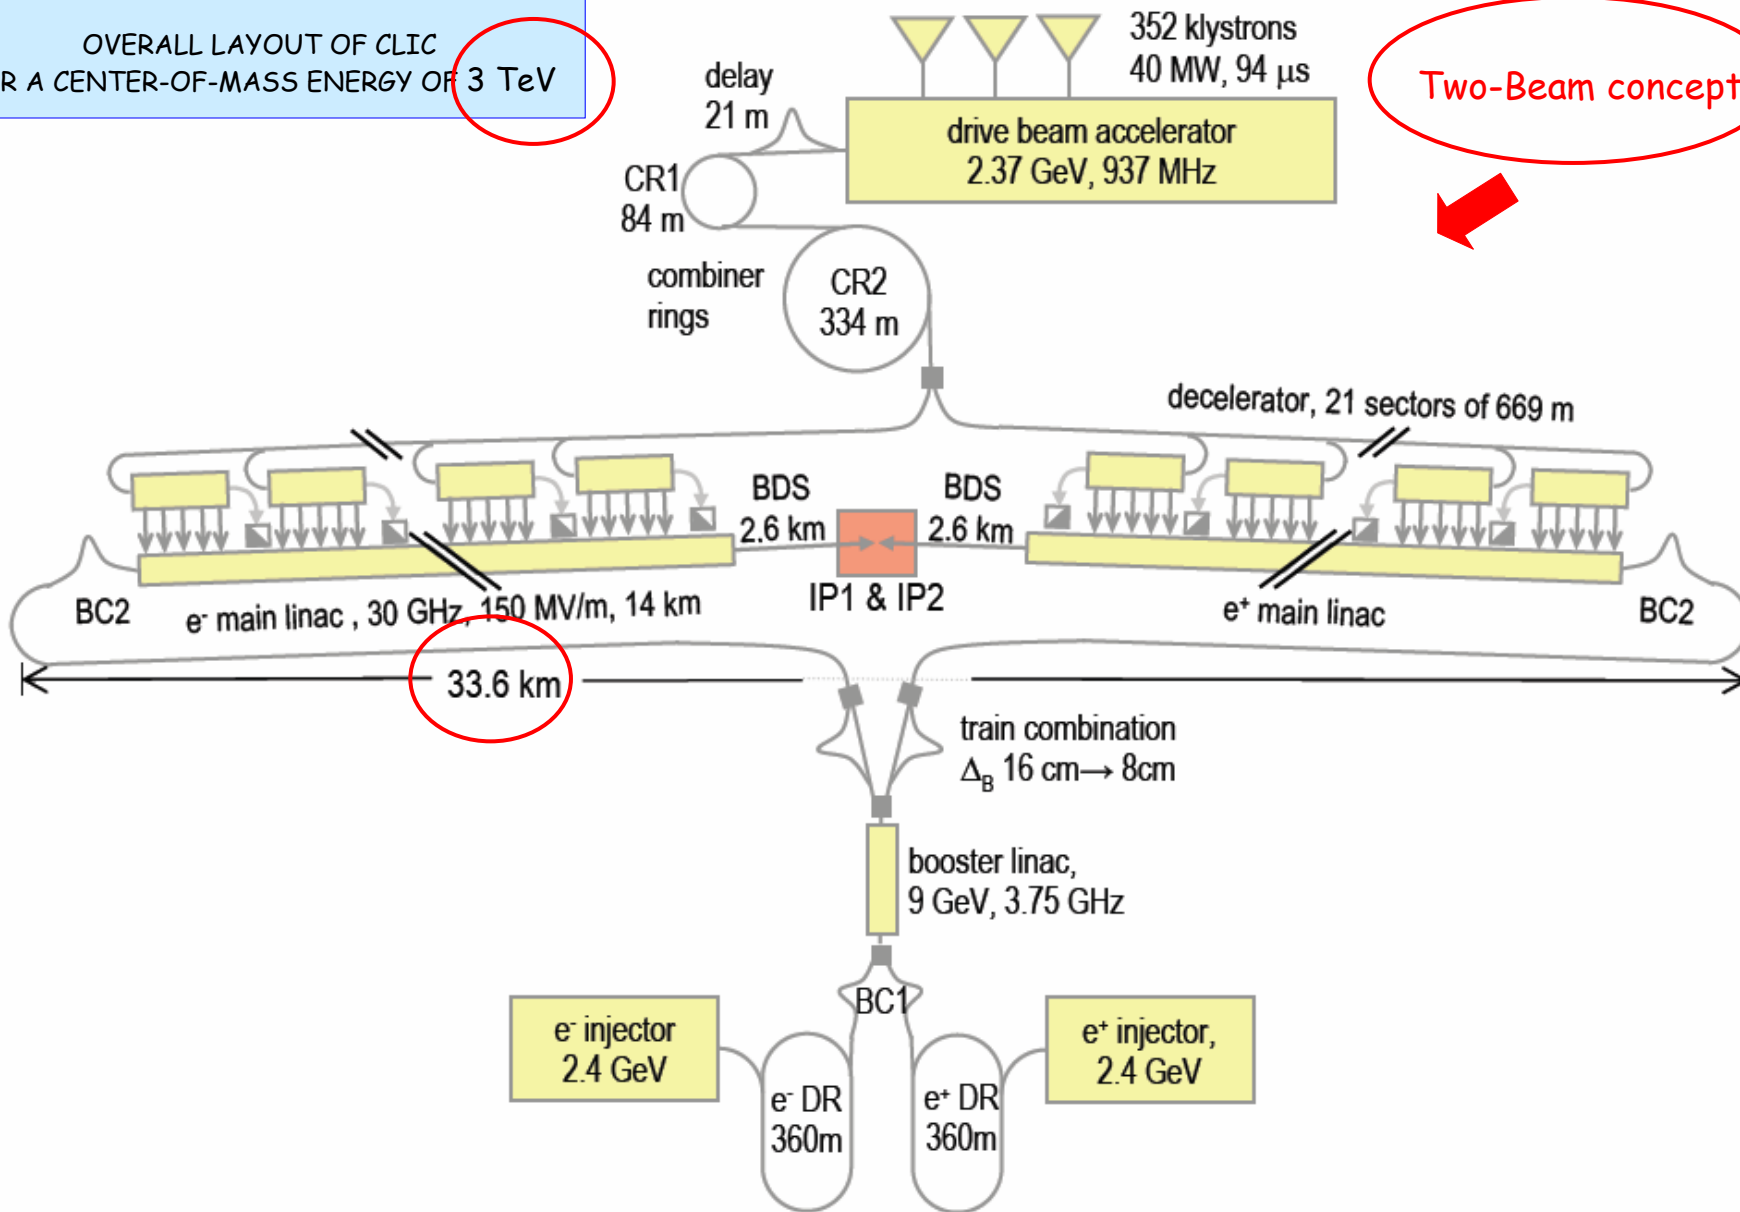 OVERALL LAYOUT OF CLIC
R A CENTER-OF-MASS ENERGY OF 3 TeV
352 klystrons
40 MW, 94 μs
Two-Beam concept
delay
21 m
drive beam accelerator
2.37 GeV, 937 MHz
CR1
84 m
combiner
rings
CR2
334 m
decelerator, 21 sectors of 669 m
BDS
2.6 km
BDS
2.6 km
IP1 & IP2
BC2
e- main linac , 30 GHz, 150 MV/m, 14 km
e+ main linac
BC2
33.6 km
train combination
ΔB 16 cm→ 8cm
booster linac,
9 GeV, 3.75 GHz
BC1
e- injector
2.4 GeV
e+ injector,
2.4 GeV
e- DR
360m
e+ DR
360m